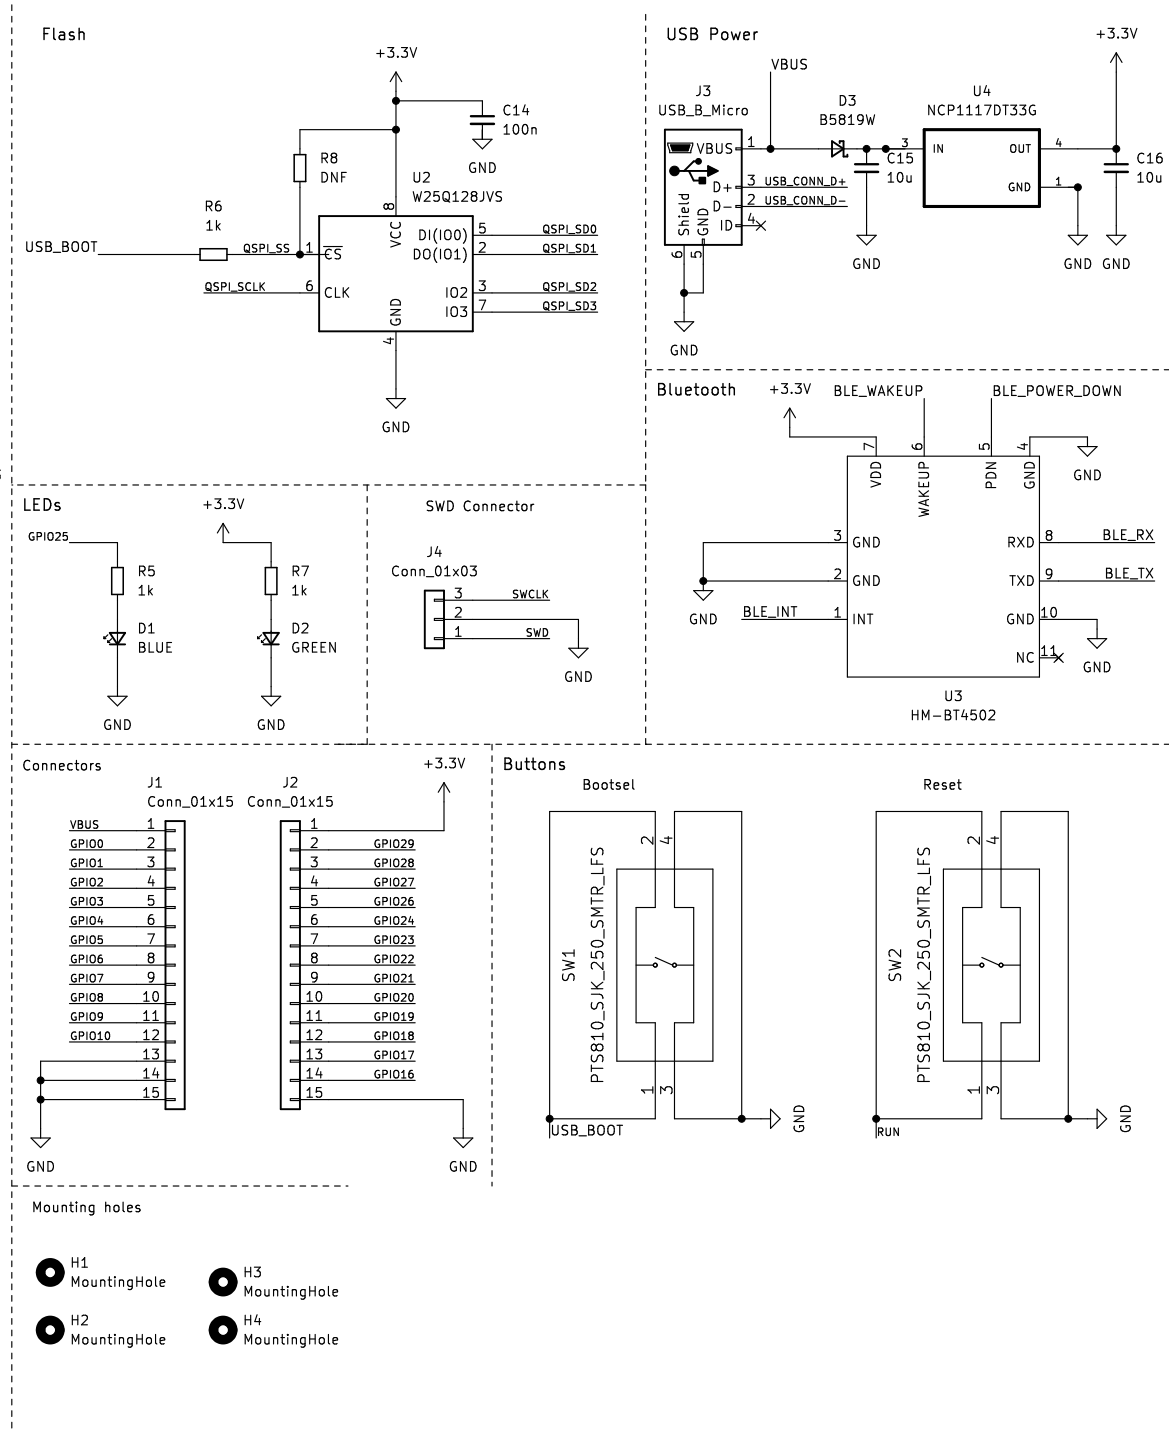 Flash
+3.3V
C14
100n
GND
R8
DNF
U2
W25Q128JVS
R6
1k
USB_BOOT
QSPI_SS
1
CS
QSPI_SCLK
6
CLK
8
VCC
DI(IO0)
5
QSPI_SD0
DO(IO1)
2
QSPI_SD1
IO2
3
QSPI_SD2
IO3
7
QSPI_SD3
GND
4
GND
USB Power
+3.3V
VBUS
J3
USB_B_Micro
D3
B5819W
U4
NCP1117DT33G
VBUS
1
D+
3
USB_CONN_D+
D-
2
USB_CONN_D-
ID
4
Shield
GND
6
5
GND
C15
10u
GND
3
IN
OUT
4
GND
1
GND
C16
10u
GND
Bluetooth
+3.3V
BLE_WAKEUP
BLE_POWER_DOWN
7
6
5
4
VDD
WAKEUP
PDN
GND
GND
3
GND
2
GND
GND
BLE_INT
1
INT
RXD
8
BLE_RX
TXD
9
BLE_TX
GND
10
GND
NC
11
U3
HM-BT4502
LEDs
GPIO25
R5
1k
D1
BLUE
GND
+3.3V
R7
1k
D2
GREEN
GND
SWD Connector
J4
Conn_01x03
3
SWCLK
2
1
SWD
GND
Connectors
J1
Conn_01x15
VBUS
1
GPIO0
2
GPIO1
3
GPIO2
4
GPIO3
5
GPIO4
6
GPIO5
7
GPIO6
8
GPIO7
9
GPIO8
10
GPIO9
11
GPIO10
12
13
14
15
GND
J2
Conn_01x15
+3.3V
1
2
GPIO29
3
GPIO28
4
GPIO27
5
GPIO26
6
GPIO24
7
GPIO23
8
GPIO22
9
GPIO21
10
GPIO20
11
GPIO19
12
GPIO18
13
GPIO17
14
GPIO16
15
GND
Buttons
Bootsel
2
4
SW1
PTS810_SJK_250_SMTR_LFS
1
3
USB_BOOT
GND
Reset
2
4
SW2
PTS810_SJK_250_SMTR_LFS
1
3
RUN
GND
Mounting holes
H1
MountingHole
H2
MountingHole
H3
MountingHole
H4
MountingHole